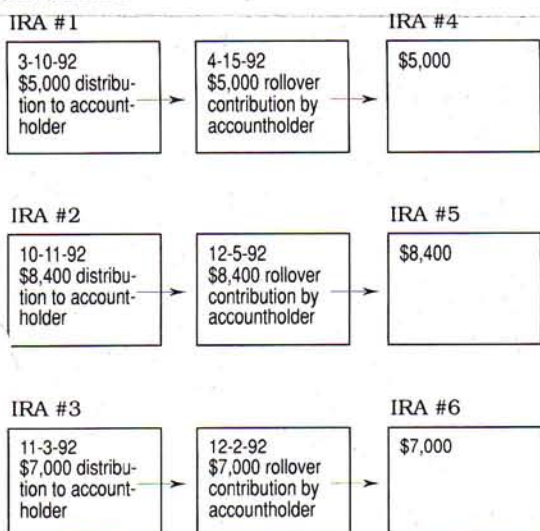 IRA #1
IRA #4
3-10-92
$5,000 distribu-
tion to account-
holder
4-15-92
$5,000 rollover
contribution by
accountholder
$5,000
IRA #2
IRA #5
10-11-92
$8,400 distribu-
tion to account-
holder
12-5-92
$8,400 rollover
contribution by
accountholder
$8,400
IRA #3
IRA #6
11-3-92
$7,000 distribu-
tion to account-
holder
12-2-92
$7,000 rollover
contribution by
accountholder
$7,000